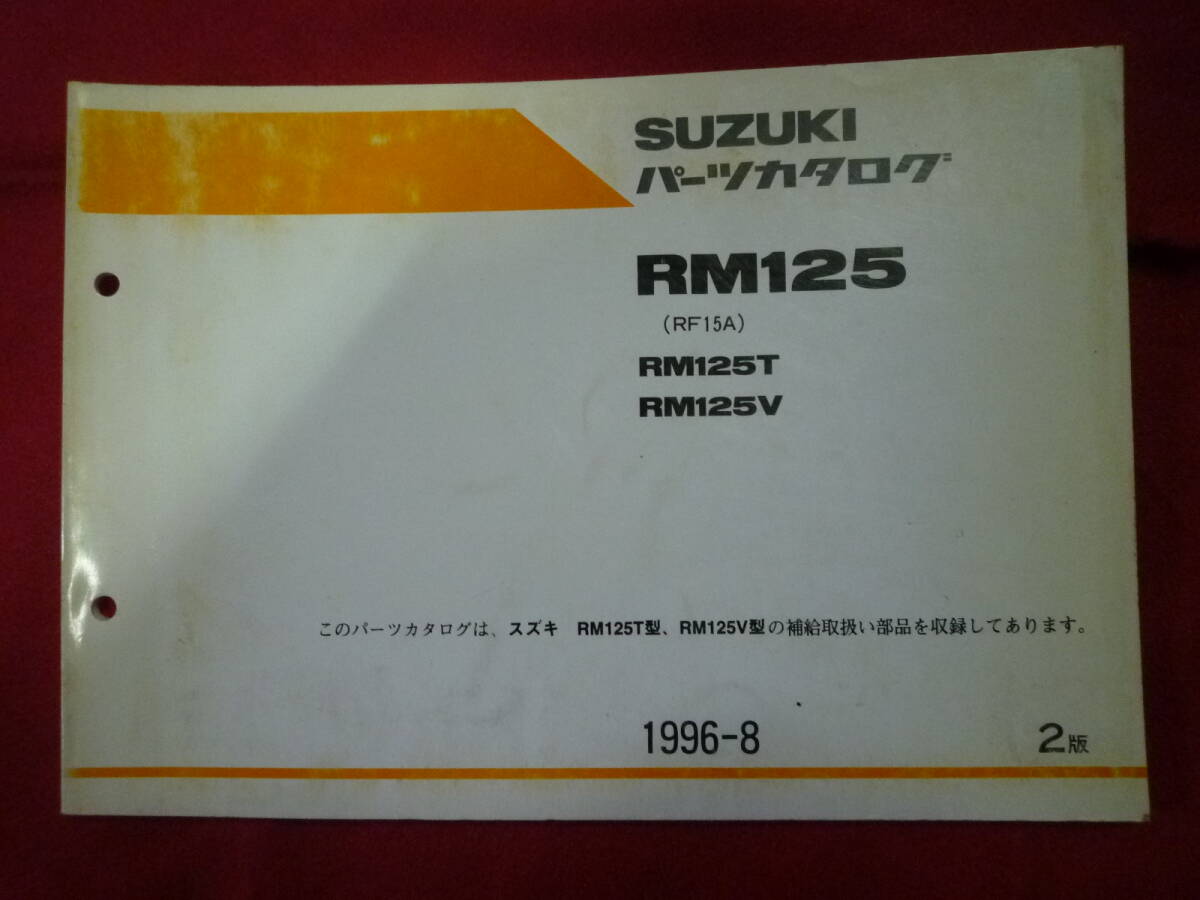 SUZUKI
パーツカタログ
RM125
(RF15A)
RM125T
RM125V
このパーツカタログは、スズキ RM125T型、RM125V型の補給取扱い部品を収録してあります。
1996-8
2版